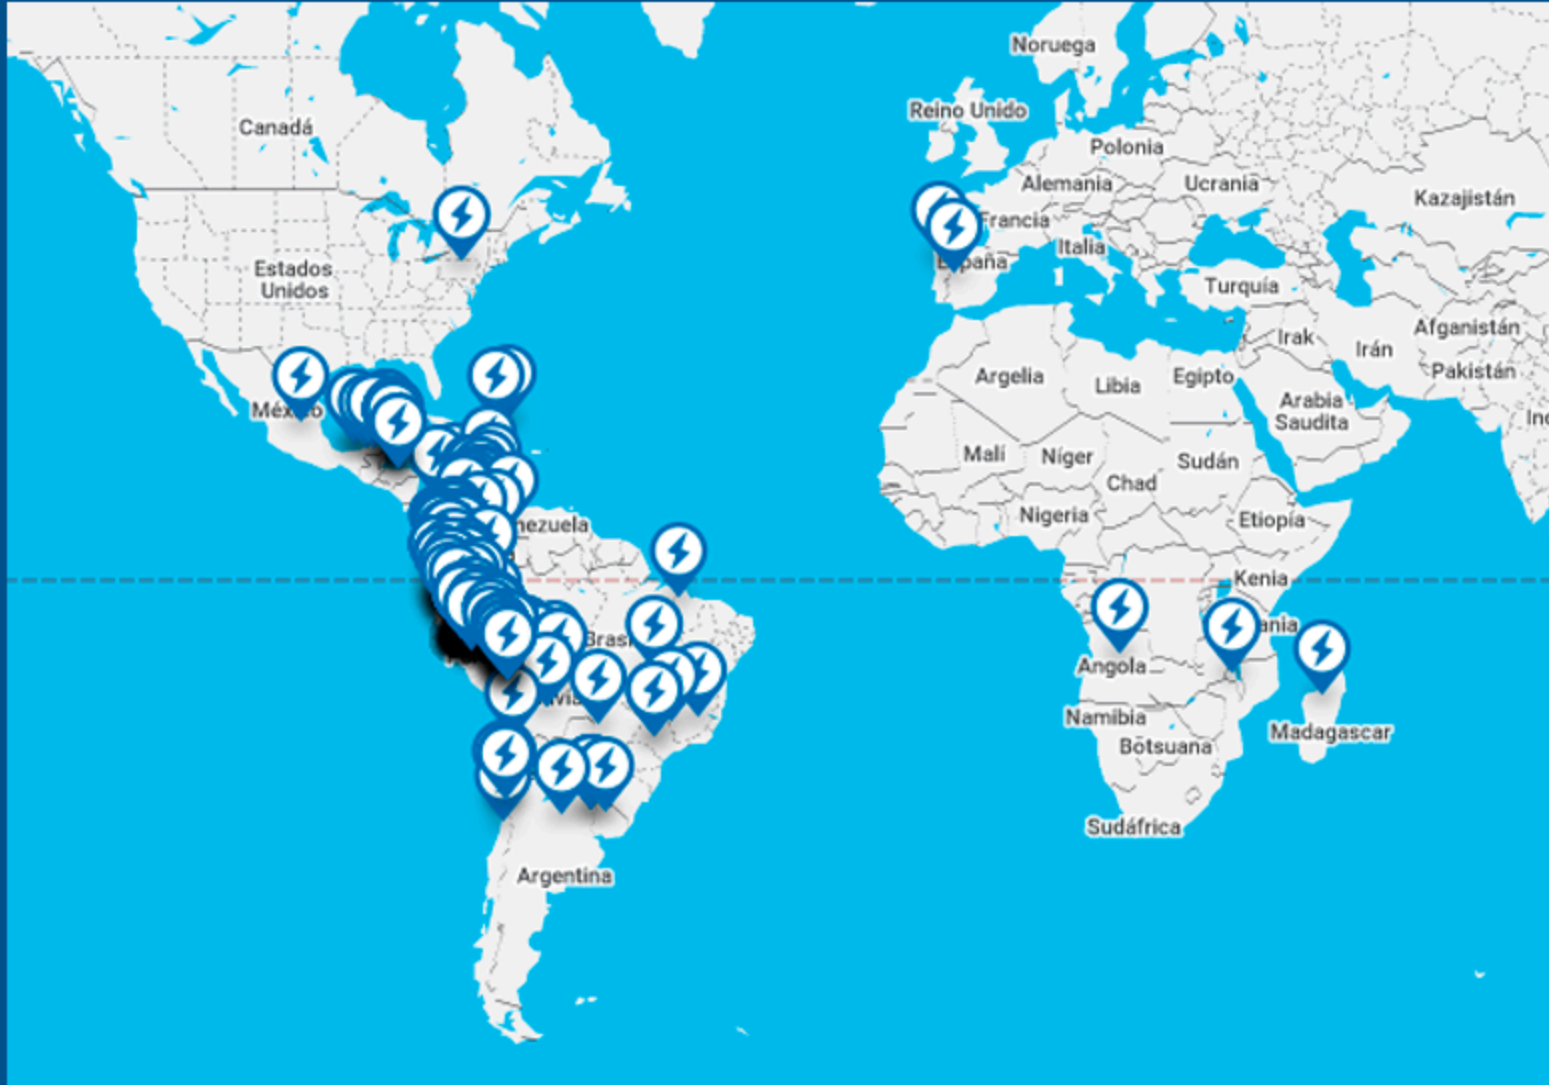 Noruega
Reino Unido
Canadá
Polonia
Alemania
Ucrania
Kazajistán
Francia
Italia
España
Estados
Unidos
Turquía
Afganistán
Irak
Irán
Pakistán
Argelia
Libia
Egipto
Arabia
Saudita
México
Malí
Níger
Sudán
Chad
Nigeria
Etiopía
nezuela
Kenia
ania
Bras
Angola
Namibia
Botsuana
Madagascar
Sudáfrica
Argentina